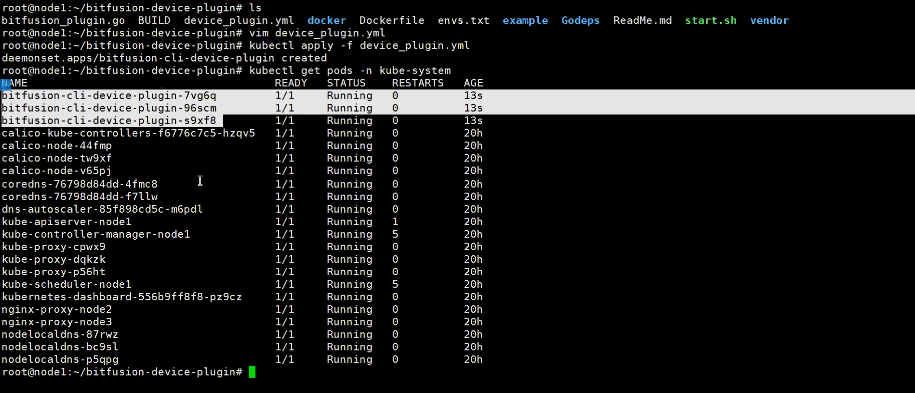 root@node1:~/bitfusion-device-plugin# ls
bitfusion_plugin.go  BUILD  device_plugin.yml  docker  Dockerfile  envs.txt  example  Godeps  ReadMe.md  start.sh  vendor
root@node1:~/bitfusion-device-plugin# vim device_plugin.yml
root@node1:~/bitfusion-device-plugin# kubectl apply -f device_plugin.yml
daemonset.apps/bitfusion-cli-device-plugin created
root@node1:~/bitfusion-device-plugin# kubectl get pods -n kube-system
NAME READY STATUS RESTARTS AGE
bitfusion-cli-device-plugin-7vg6q 1/1 Running 0 13s
bitfusion-cli-device-plugin-96scm 1/1 Running 0 13s
bitfusion-cli-device-plugin-s9xf8 1/1 Running 0 13s
calico-kube-controllers-f6776c7c5-hzqv5 1/1 Running 0 20h
calico-node-44fmp 1/1 Running 0 20h
calico-node-tw9xf 1/1 Running 0 20h
calico-node-v65pj 1/1 Running 0 20h
coredns-76798d84dd-4fmc8 1/1 Running 0 20h
coredns-76798d84dd-f7llw 1/1 Running 0 20h
dns-autoscaler-85f898cd5c-m6pdl 1/1 Running 0 20h
kube-apiserver-node1 1/1 Running 1 20h
kube-controller-manager-node1 1/1 Running 5 20h
kube-proxy-cpwx9 1/1 Running 0 20h
kube-proxy-dqkzk 1/1 Running 0 20h
kube-proxy-p56ht 1/1 Running 0 20h
kube-scheduler-node1 1/1 Running 5 20h
kubernetes-dashboard-556b9ff8f8-pz9cz 1/1 Running 0 20h
nginx-proxy-node2 1/1 Running 0 20h
nginx-proxy-node3 1/1 Running 0 20h
nodelocaldns-87rwz 1/1 Running 0 20h
nodelocaldns-bc9sl 1/1 Running 0 20h
nodelocaldns-p5qpg 1/1 Running 0 20h
root@node1:~/bitfusion-device-plugin#